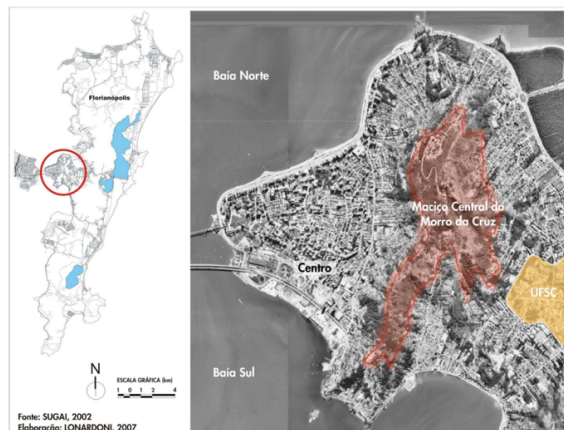 Florianópolis
N
ESCALA GRÁFICA (km)
1 0 1 2 4
Fonte: SUGAI, 2002
Elaboração: LONARDONI, 2007
Baía Norte
Maciço Central do
Morro da Cruz
Centro
UFSC
Baía Sul